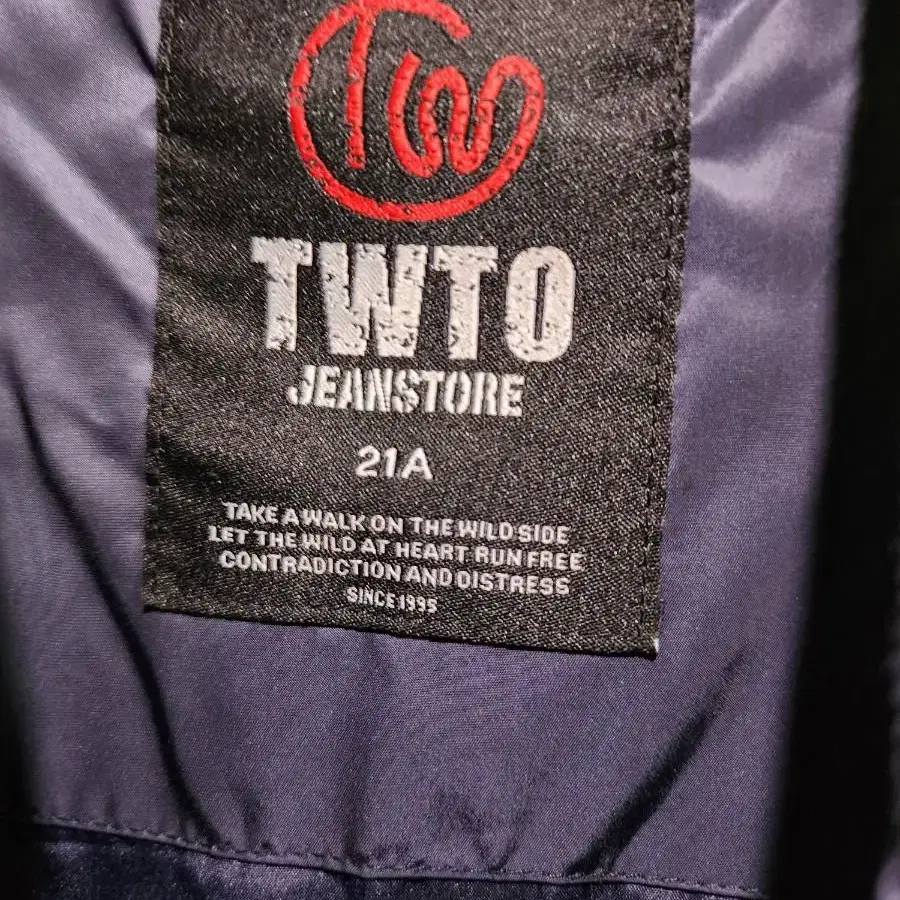 TW
TWTO
JEANSTORE
21A
TAKE A WALK ON THE WILD SIDE
LET THE WILD AT HEART RUN FREE
CONTRADICTION AND DISTRESS
SINCE 1995